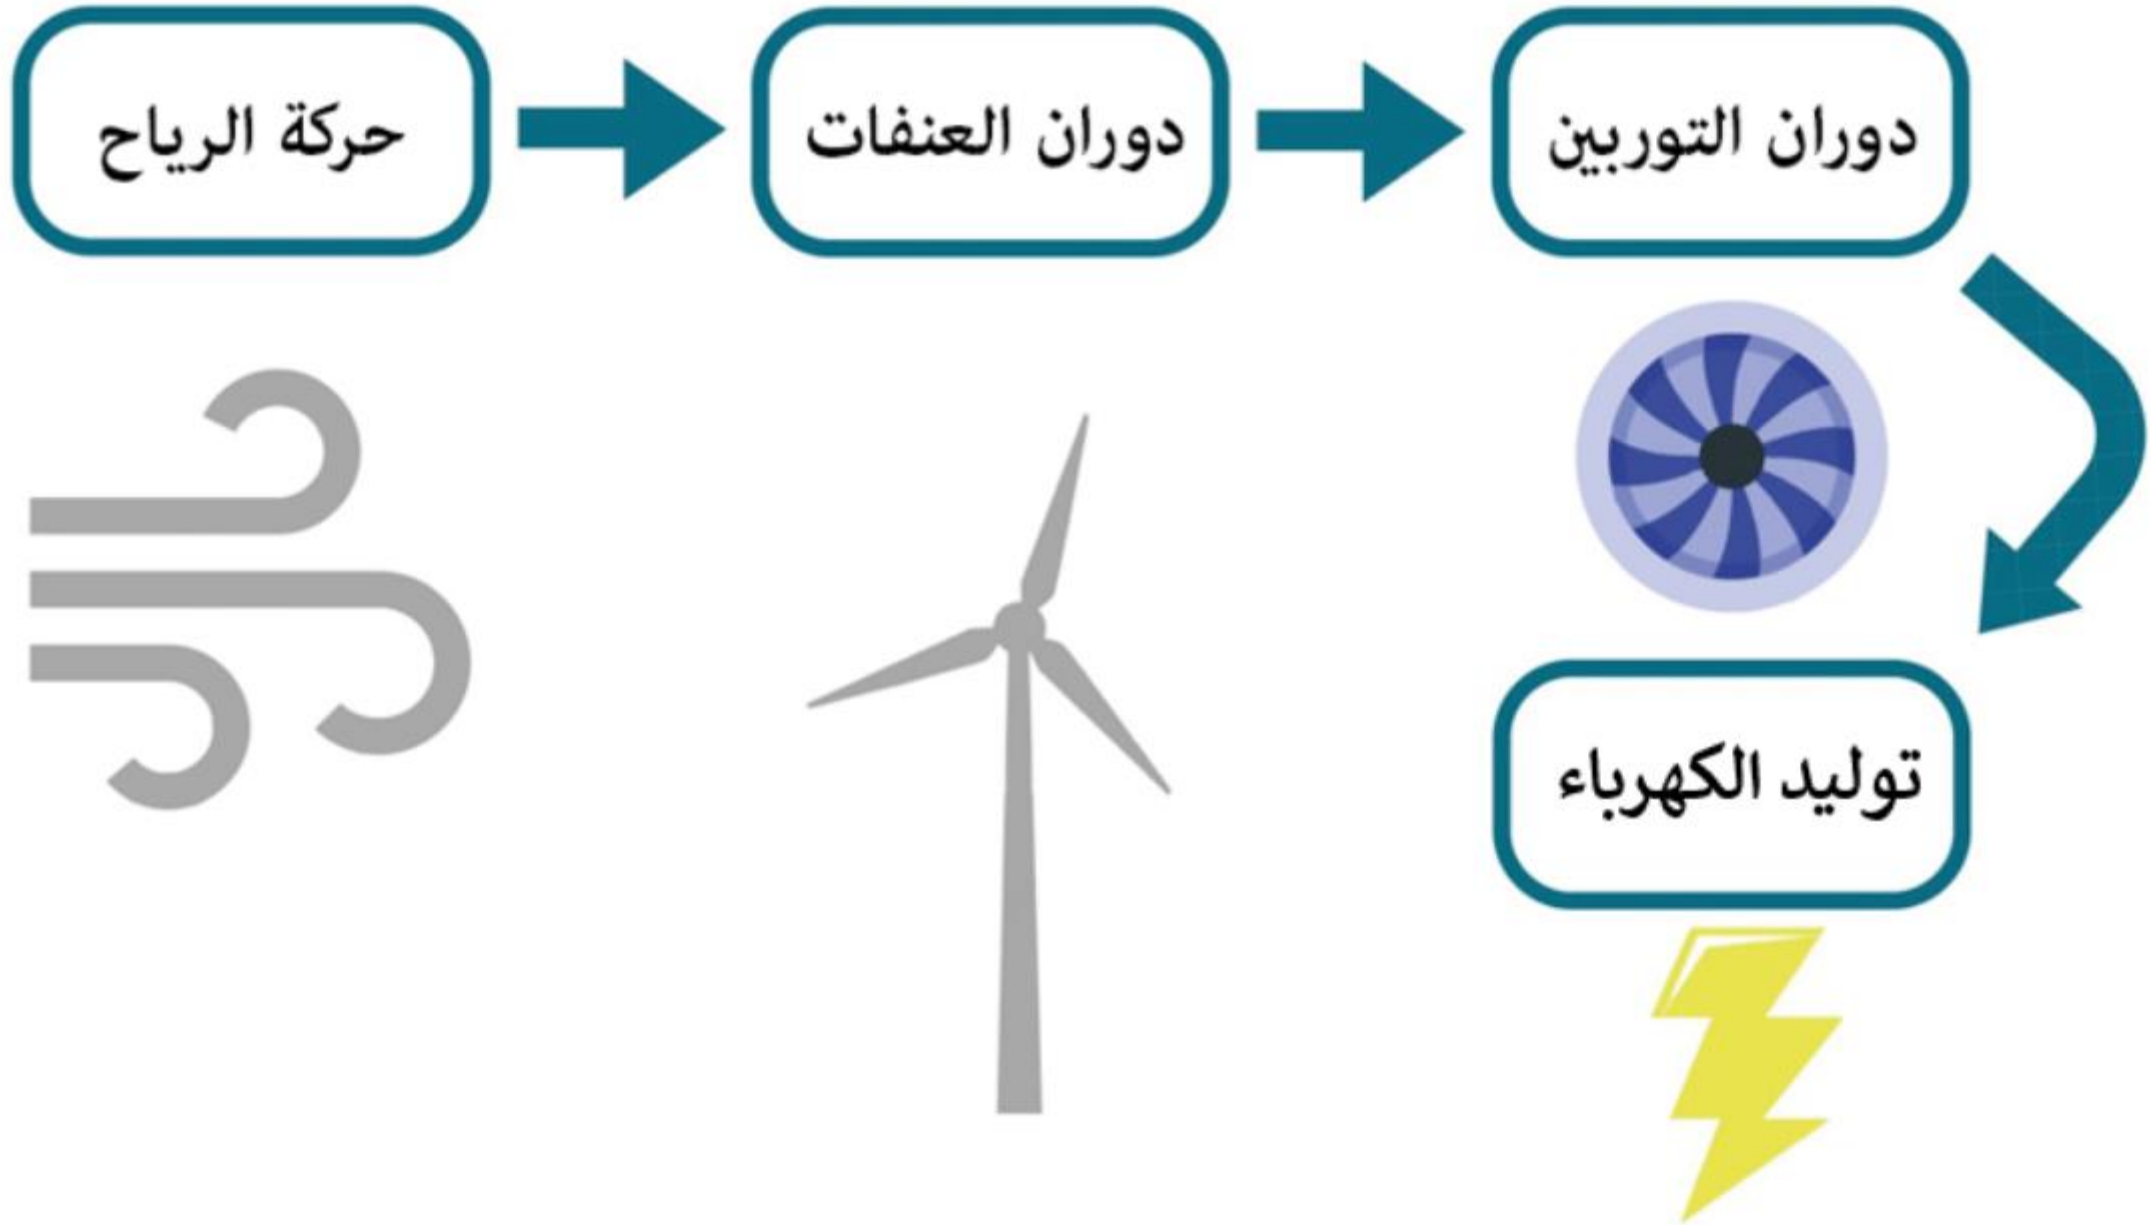 حركة الرياح
دوران العنفات
دوران التوربين
توليد الكهرباء